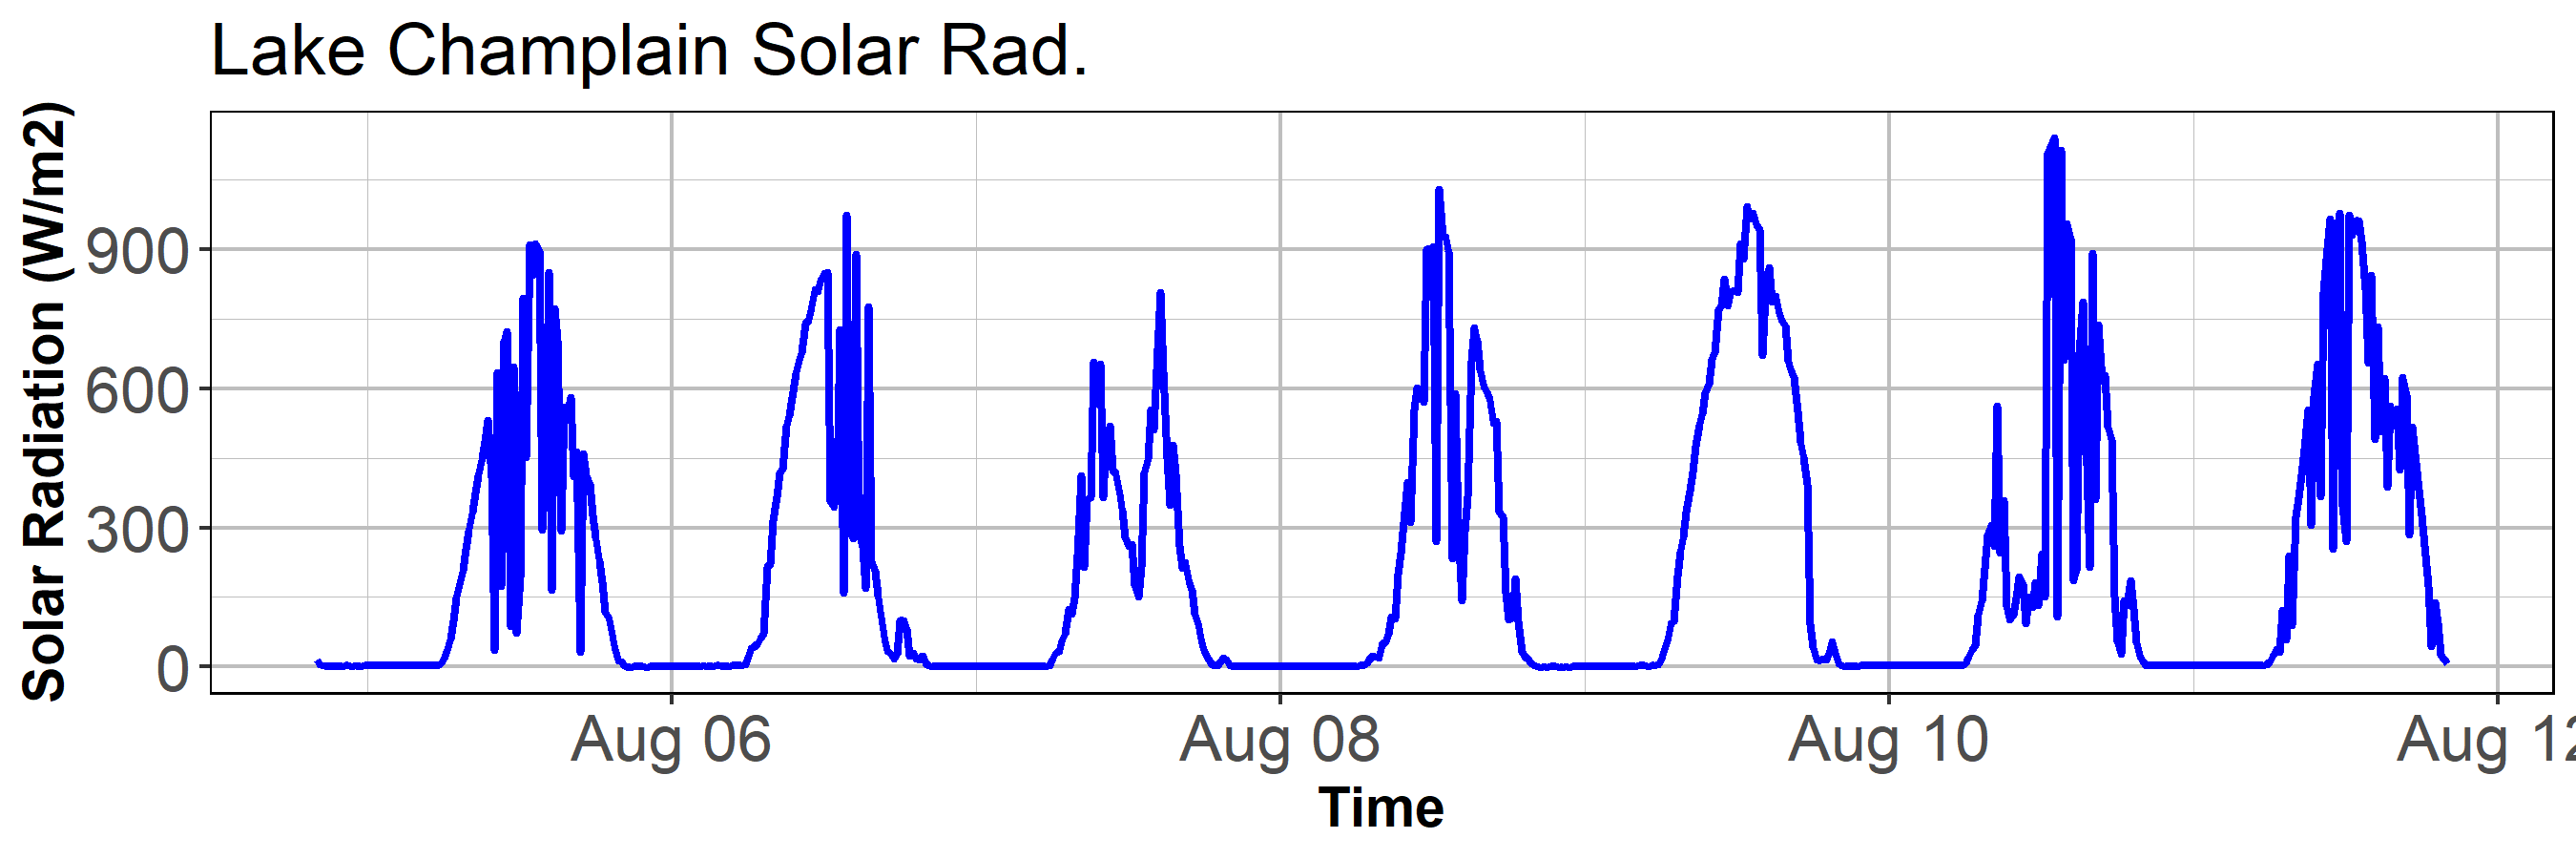 Lake Champlain Solar Rad.
Solar Radiation (W/m2)
900
600
300
0
Aug 06 Aug 08 Aug 10 Aug 12
Time